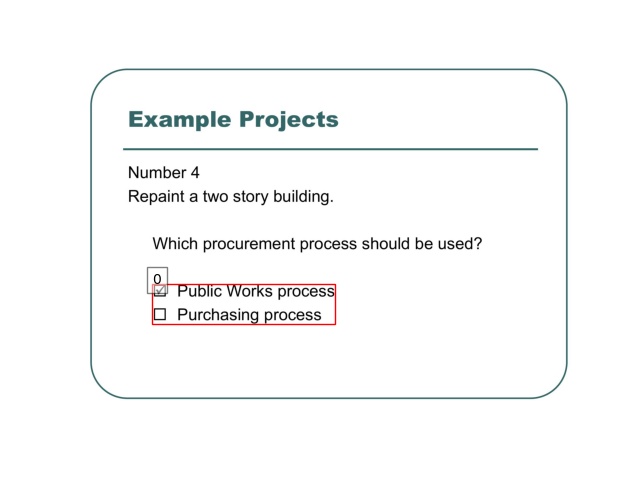 Example Projects
Number 4
Repaint a two story building.
Which procurement process should be used?
0
☑ Public Works process
☐ Purchasing process